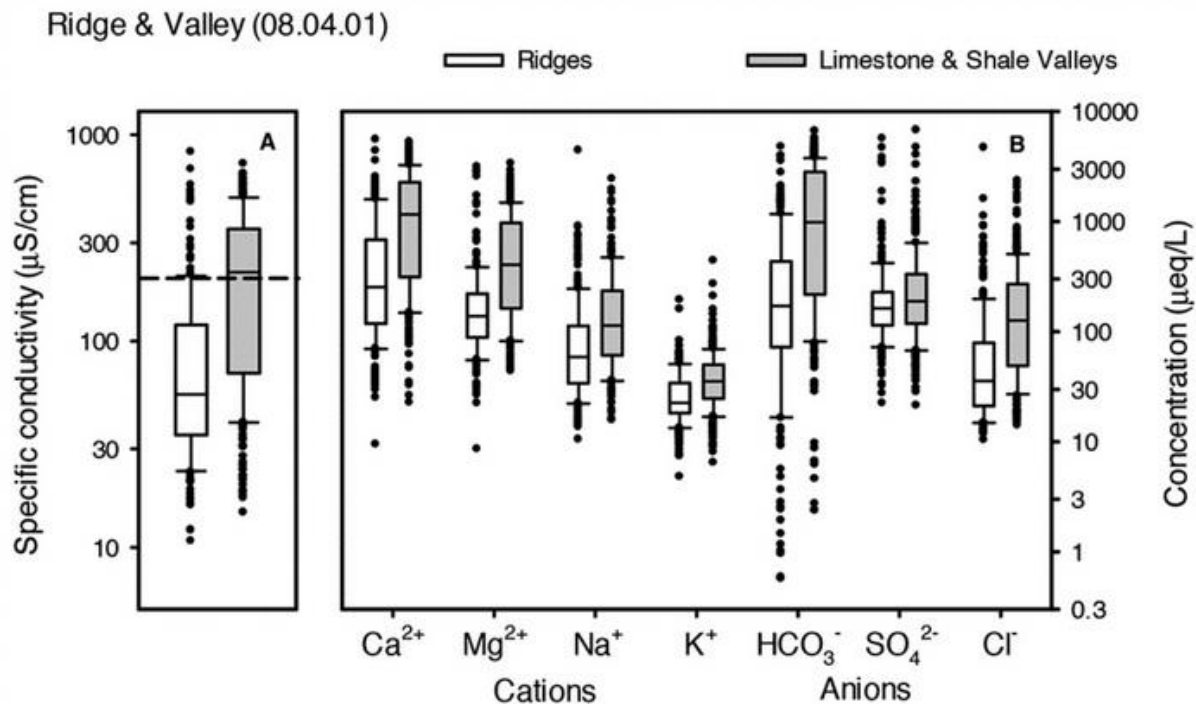 Ridge & Valley (08.04.01)
Ridges
Limestone & Shale Valleys
Specific conductivity (μS/cm)
1000
300
100
30
10
A
B
10000
3000
1000
300
100
30
10
3
1
0.3
Concentration (μeq/L)
Ca²⁺ Mg²⁺ Na⁺ K⁺ HCO₃⁻ SO₄²⁻ Cl⁻
Cations Anions